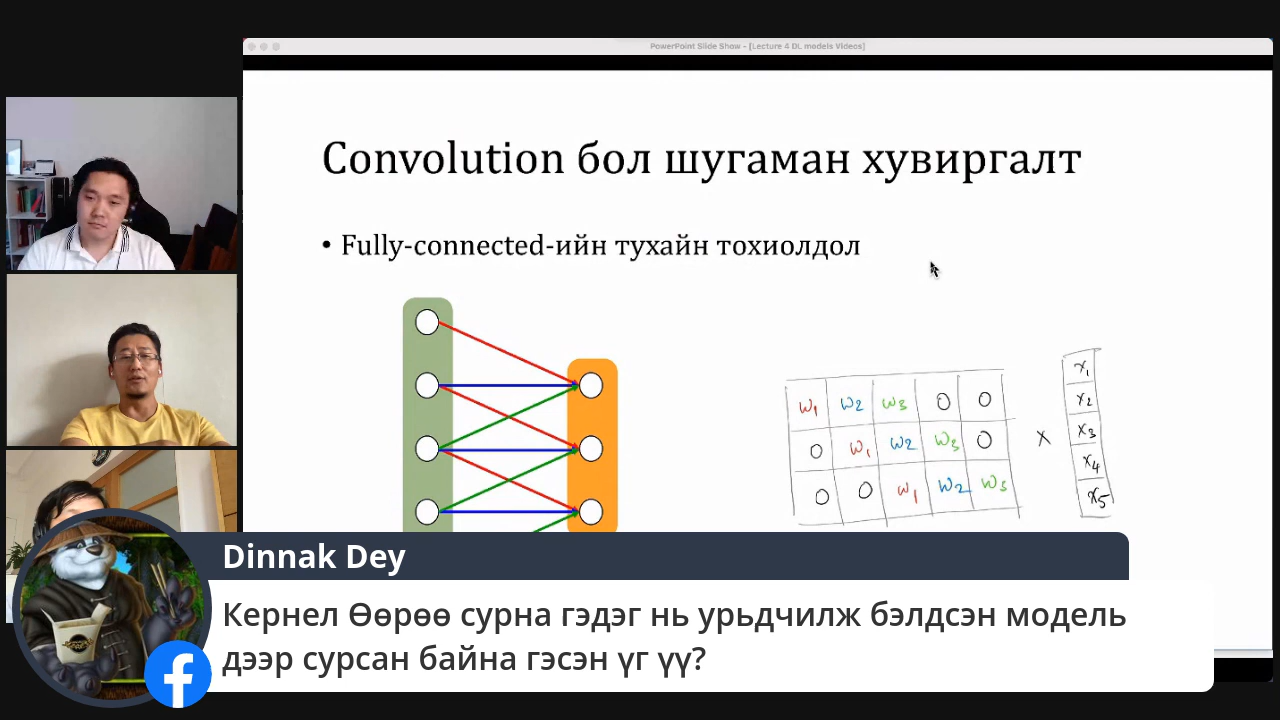 PowerPoint Slide Show - [Lecture 4 DL models Videos]
Convolution бол шугаман хувиргалт
• Fully-connected-ийн тухайн тохиолдол
w1 w2 w3 0 0
0 w1 w2 w3 0
0 0 w1 w2 w3
x
x1
x2
x3
x4
x5
Dinnak Dey
Кернел Өөрөө сурна гэдэг нь урьдчилж бэлдсэн модель
дээр сурсан байна гэсэн үг үү?